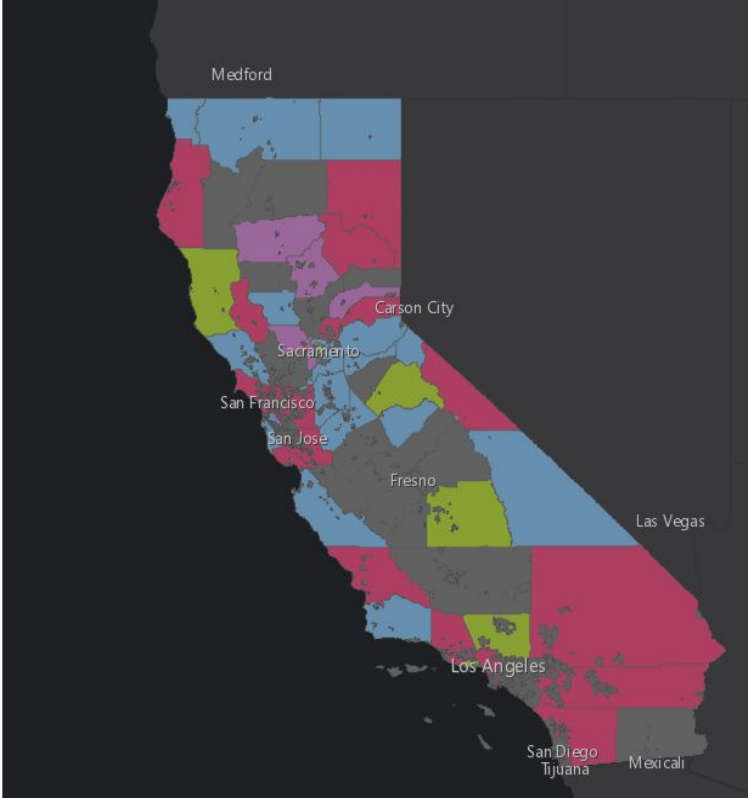 Medford
Carson City
Sacramento
San Francisco
San Jose
Fresno
Las Vegas
Los Angeles
San Diego
Tijuana
Mexicali